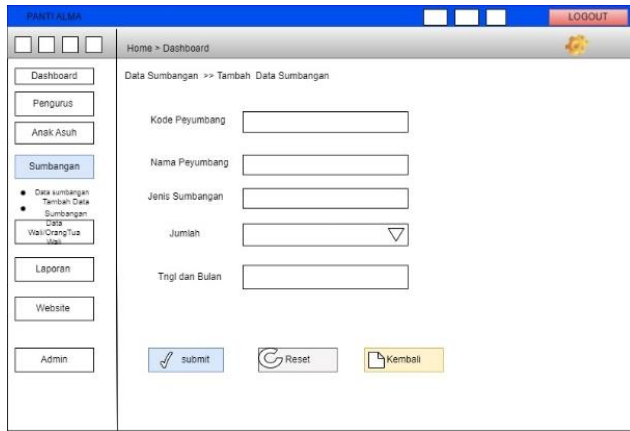 PANTI ALMA
LOGOUT
Home > Dashboard
Dashboard
Pengurus
Anak Asuh
Sumbangan
Data sumbangan
Tambah Data
Sumbangan
Data
Wali/OrangTua
Wali
Laporan
Website
Admin
Data Sumbangan >> Tambah Data Sumbangan
Kode Peyumbang
Nama Peyumbang
Jenis Sumbangan
Jumlah
Tngl dan Bulan
submit
Reset
Kembali